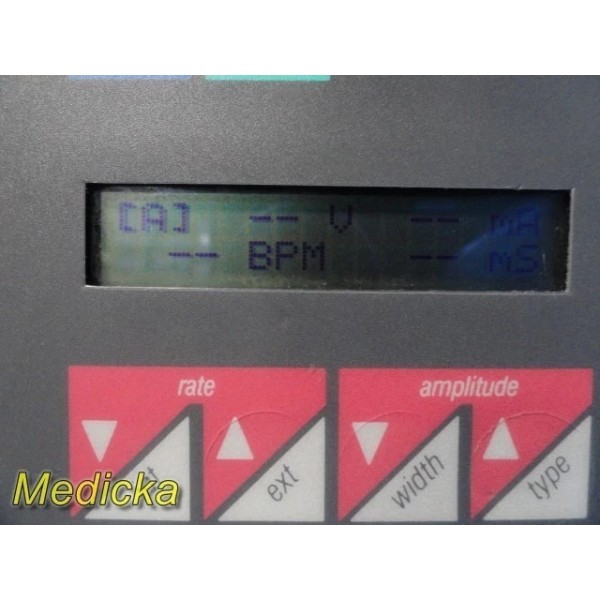 [A] -- V -- mA
-- BPM -- mS
rate amplitude
ext width type
Medicka